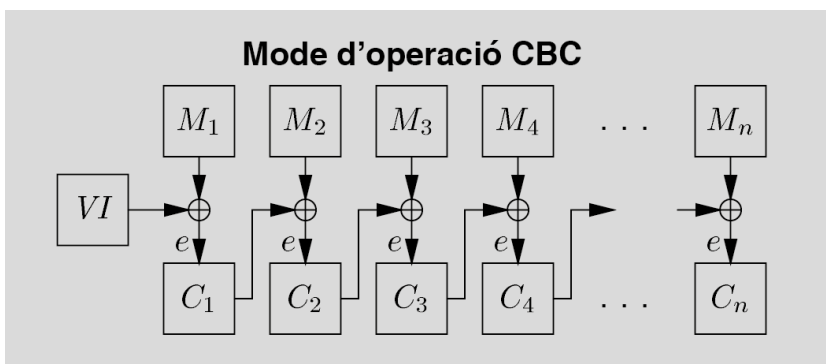 Mode d'operació CBC
M₁ M₂ M₃ M₄ . . . Mₙ
VI
e e e e e
C₁ C₂ C₃ C₄ . . . Cₙ